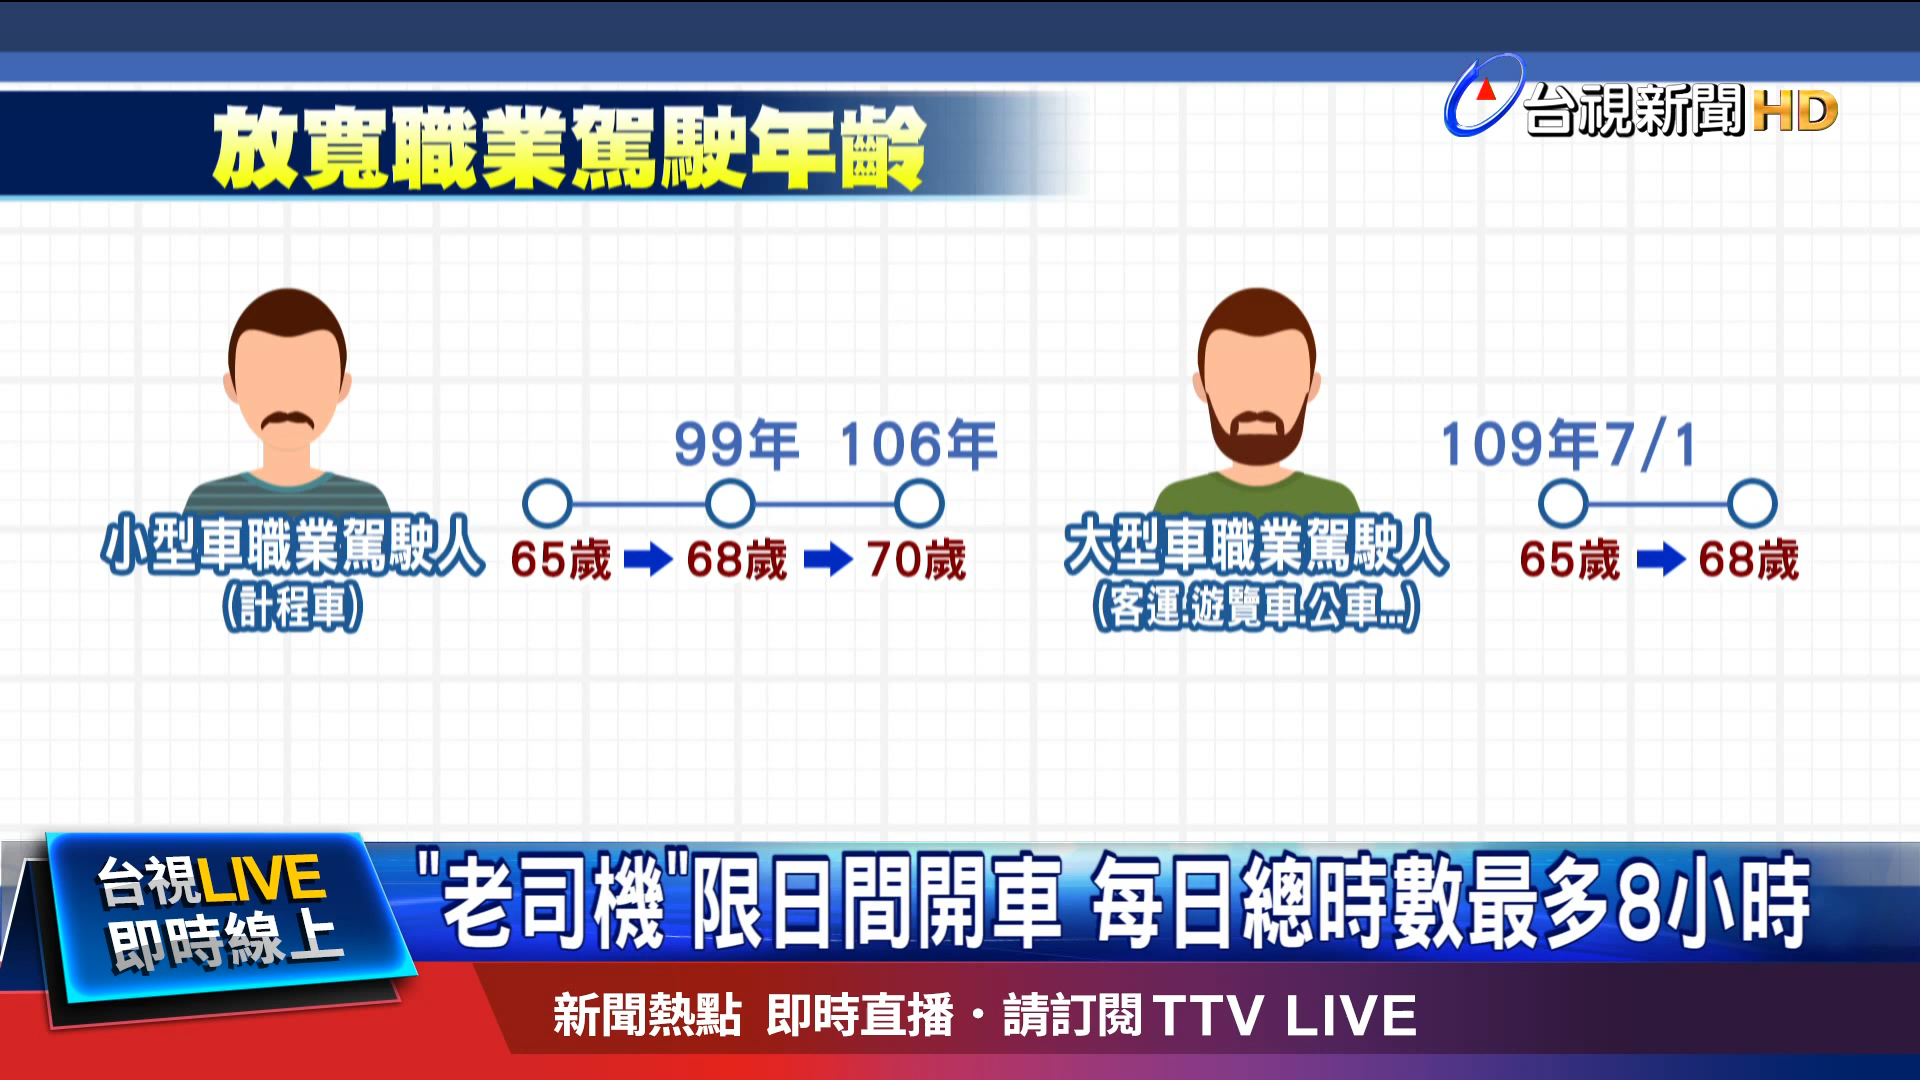 台視新聞HD
放寬職業駕駛年齡
99年 106年
小型車職業駕駛人
(計程車)
65歲 68歲 70歲
109年7/1
大型車職業駕駛人
(客運.遊覽車.公車...)
65歲 68歲
台視LIVE
即時線上
"老司機"限日間開車 每日總時數最多8小時
新聞熱點 即時直播・請訂閱TTV LIVE